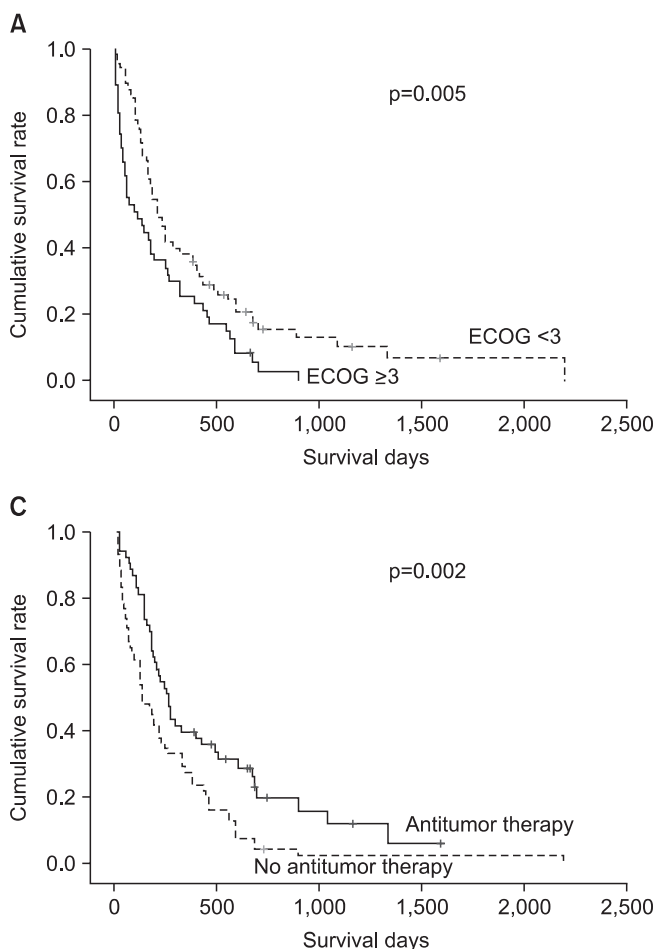 A
1.0
0.8
0.6
0.4
0.2
0.0
Cumulative survival rate
p=0.005
ECOG <3
ECOG ≥3
0 500 1,000 1,500 2,000 2,500
Survival days
C
1.0
0.8
0.6
0.4
0.2
0.0
Cumulative survival rate
p=0.002
Antitumor therapy
No antitumor therapy
0 500 1,000 1,500 2,000 2,500
Survival days